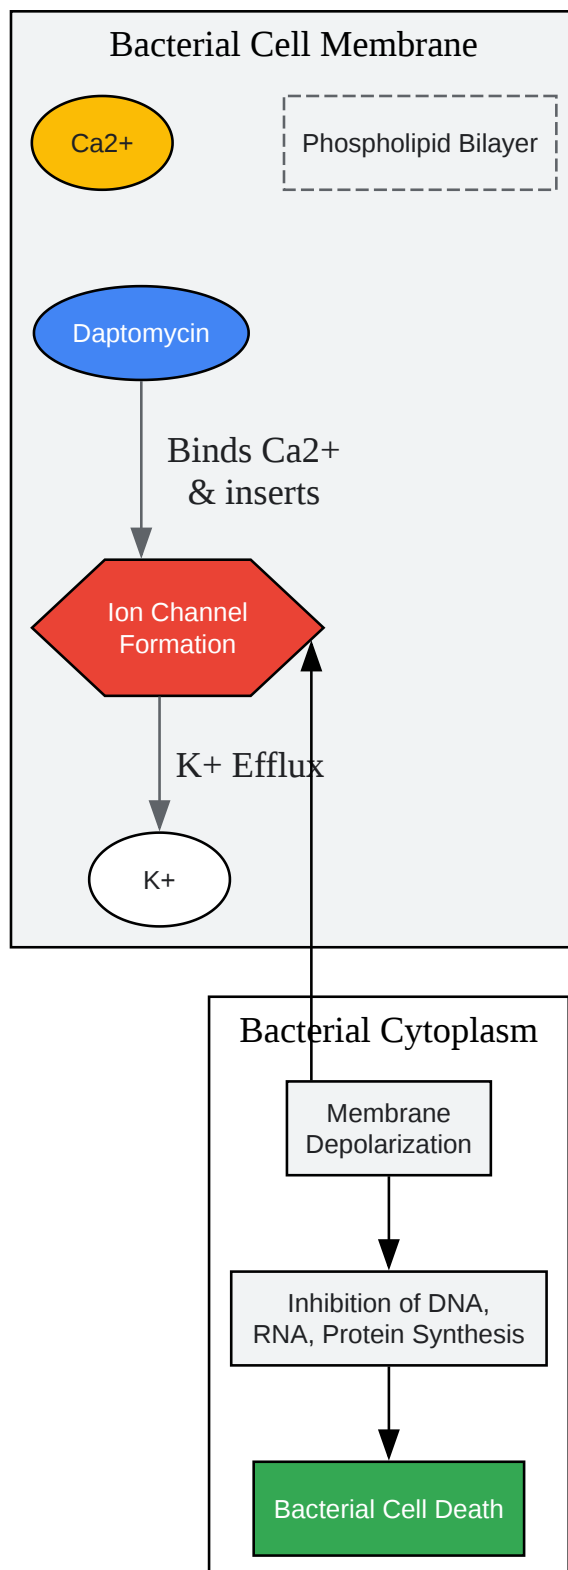 Bacterial Cell Membrane
Ca2+
Phospholipid Bilayer
Daptomycin
Binds Ca2+
& inserts
Ion Channel
Formation
K+ Efflux
K+
Bacterial Cytoplasm
Membrane
Depolarization
Inhibition of DNA,
RNA, Protein Synthesis
Bacterial Cell Death